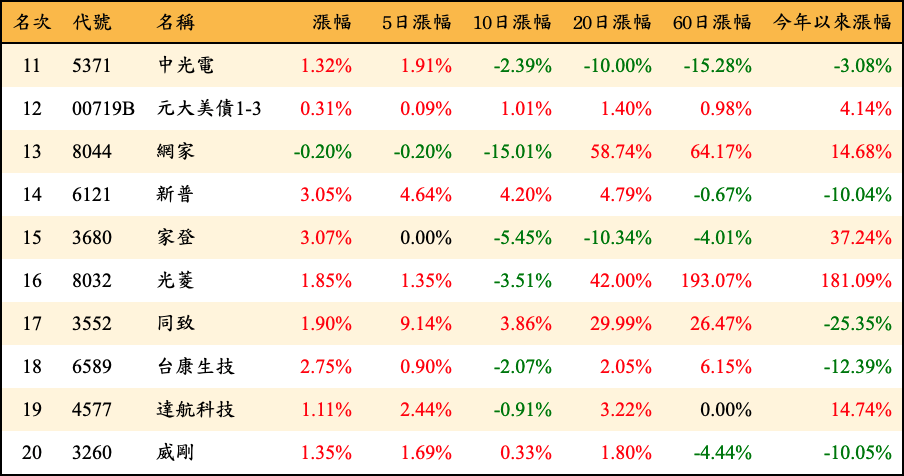 名次 代號 名稱 漲幅 5日漲幅 10日漲幅 20日漲幅 60日漲幅 今年以來漲幅
11 5371 中光電 1.32% 1.91% -2.39% -10.00% -15.28% -3.08%
12 00719B 元大美債1-3 0.31% 0.09% 1.01% 1.40% 0.98% 4.14%
13 8044 網家 -0.20% -0.20% -15.01% 58.74% 64.17% 14.68%
14 6121 新普 3.05% 4.64% 4.20% 4.79% -0.67% -10.04%
15 3680 家登 3.07% 0.00% -5.45% -10.34% -4.01% 37.24%
16 8032 光菱 1.85% 1.35% -3.51% 42.00% 193.07% 181.09%
17 3552 同致 1.90% 9.14% 3.86% 29.99% 26.47% -25.35%
18 6589 台康生技 2.75% 0.90% -2.07% 2.05% 6.15% -12.39%
19 4577 達航科技 1.11% 2.44% -0.91% 3.22% 0.00% 14.74%
20 3260 威剛 1.35% 1.69% 0.33% 1.80% -4.44% -10.05%